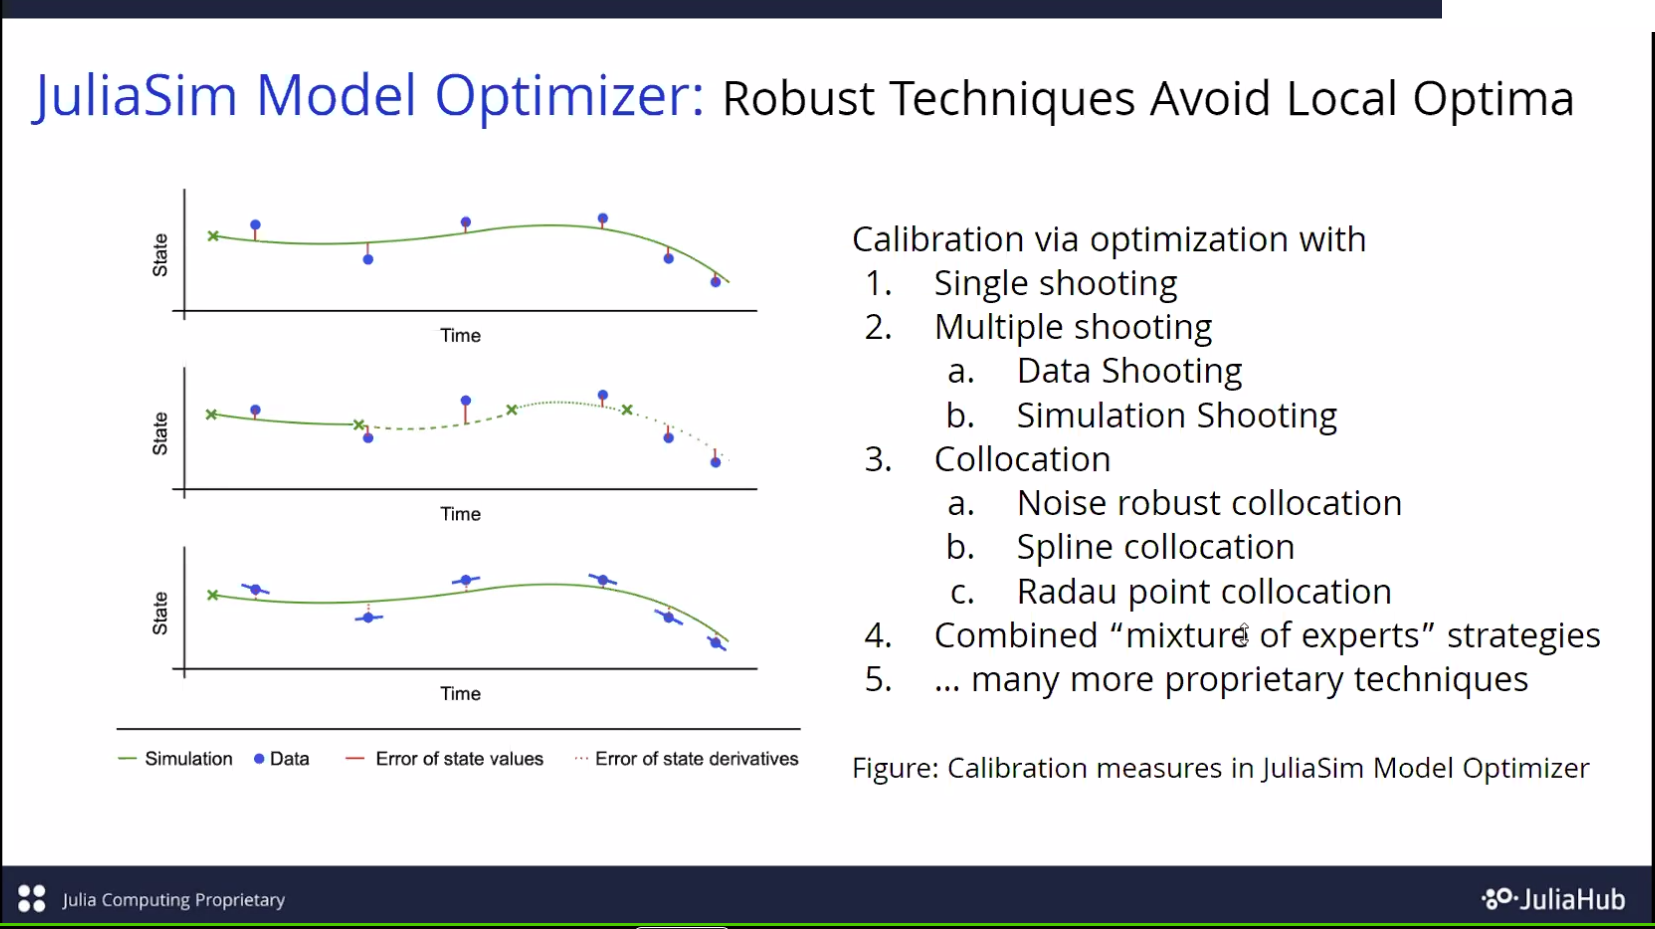 JuliaSim Model Optimizer: Robust Techniques Avoid Local Optima
State
Time
State
Time
State
Time
Simulation Data Error of state values Error of state derivatives
Calibration via optimization with
1. Single shooting
2. Multiple shooting
a. Data Shooting
b. Simulation Shooting
3. Collocation
a. Noise robust collocation
b. Spline collocation
c. Radau point collocation
4. Combined “mixture of experts” strategies
5. ... many more proprietary techniques
Figure: Calibration measures in JuliaSim Model Optimizer
Julia Computing Proprietary
JuliaHub